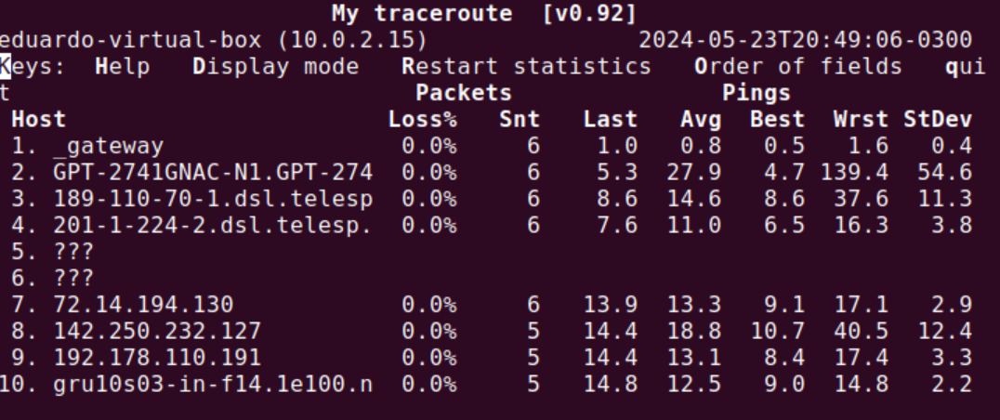 My traceroute [v0.92]
eduardo-virtual-box (10.0.2.15) 2024-05-23T20:49:06-0300
Keys: Help Display mode Restart statistics Order of fields qui
t Packets Pings
Host Loss% Snt Last Avg Best Wrst StDev
1. _gateway 0.0% 6 1.0 0.8 0.5 1.6 0.4
2. GPT-2741GNAC-N1.GPT-274 0.0% 6 5.3 27.9 4.7 139.4 54.6
3. 189-110-70-1.dsl.telesp 0.0% 6 8.6 14.6 8.6 37.6 11.3
4. 201-1-224-2.dsl.telesp. 0.0% 6 7.6 11.0 6.5 16.3 3.8
5. ???
6. ???
7. 72.14.194.130 0.0% 6 13.9 13.3 9.1 17.1 2.9
8. 142.250.232.127 0.0% 5 14.4 18.8 10.7 40.5 12.4
9. 192.178.110.191 0.0% 5 14.4 13.1 8.4 17.4 3.3
10. gru10s03-in-f14.1e100.n 0.0% 5 14.8 12.5 9.0 14.8 2.2